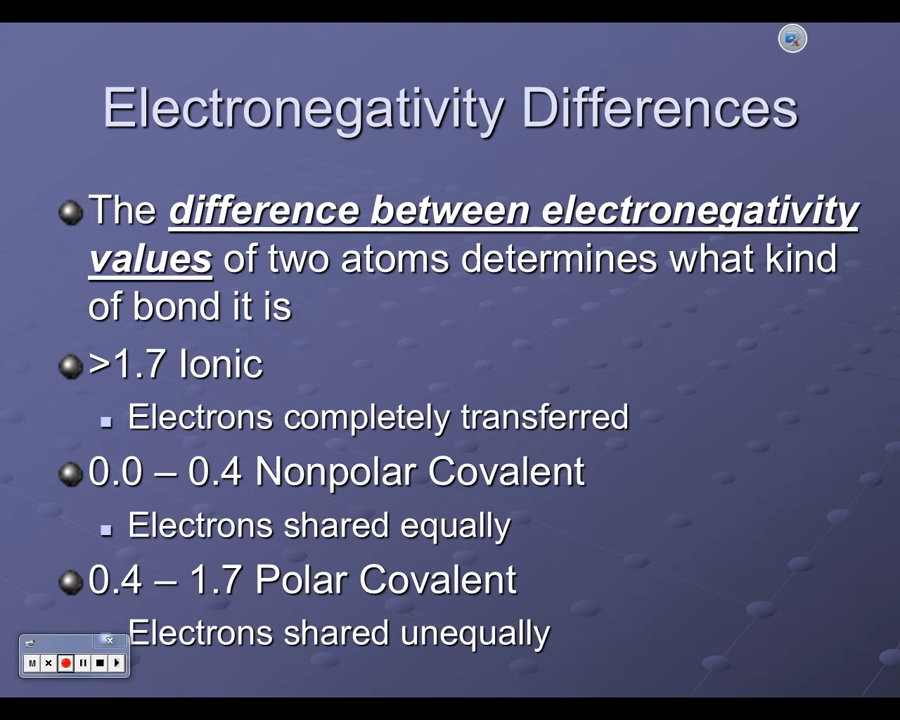 Electronegativity Differences
The difference between electronegativity
values of two atoms determines what kind
of bond it is
>1.7 Ionic
Electrons completely transferred
0.0 – 0.4 Nonpolar Covalent
Electrons shared equally
0.4 – 1.7 Polar Covalent
Electrons shared unequally
M